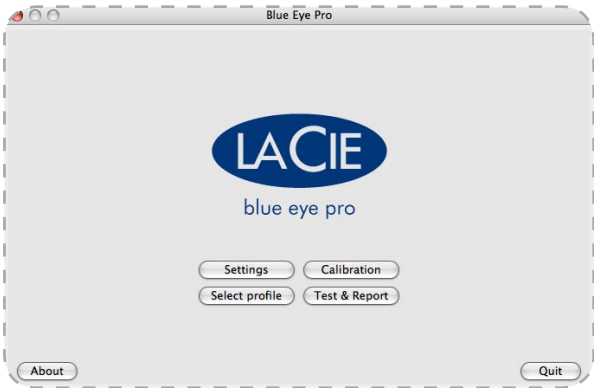 Blue Eye Pro
LACIE
blue eye pro
Settings Calibration
Select profile Test & Report
About Quit